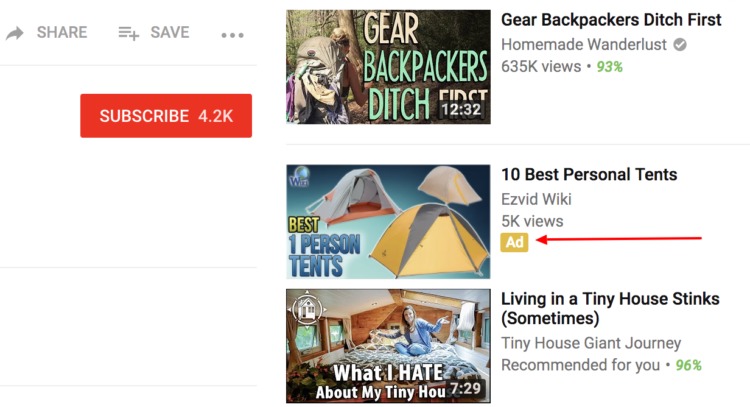 SHARE
SAVE
SUBSCRIBE 4.2K
GEAR
BACKPACKERS
DITCH FIRST
12:32
Gear Backpackers Ditch First
Homemade Wanderlust
635K views • 93%
Wiki
BEST
1 PERSON
TENTS
10 Best Personal Tents
Ezvid Wiki
5K views
Ad
What I HATE
About My Tiny Hou
7:29
Living in a Tiny House Stinks
(Sometimes)
Tiny House Giant Journey
Recommended for you • 96%